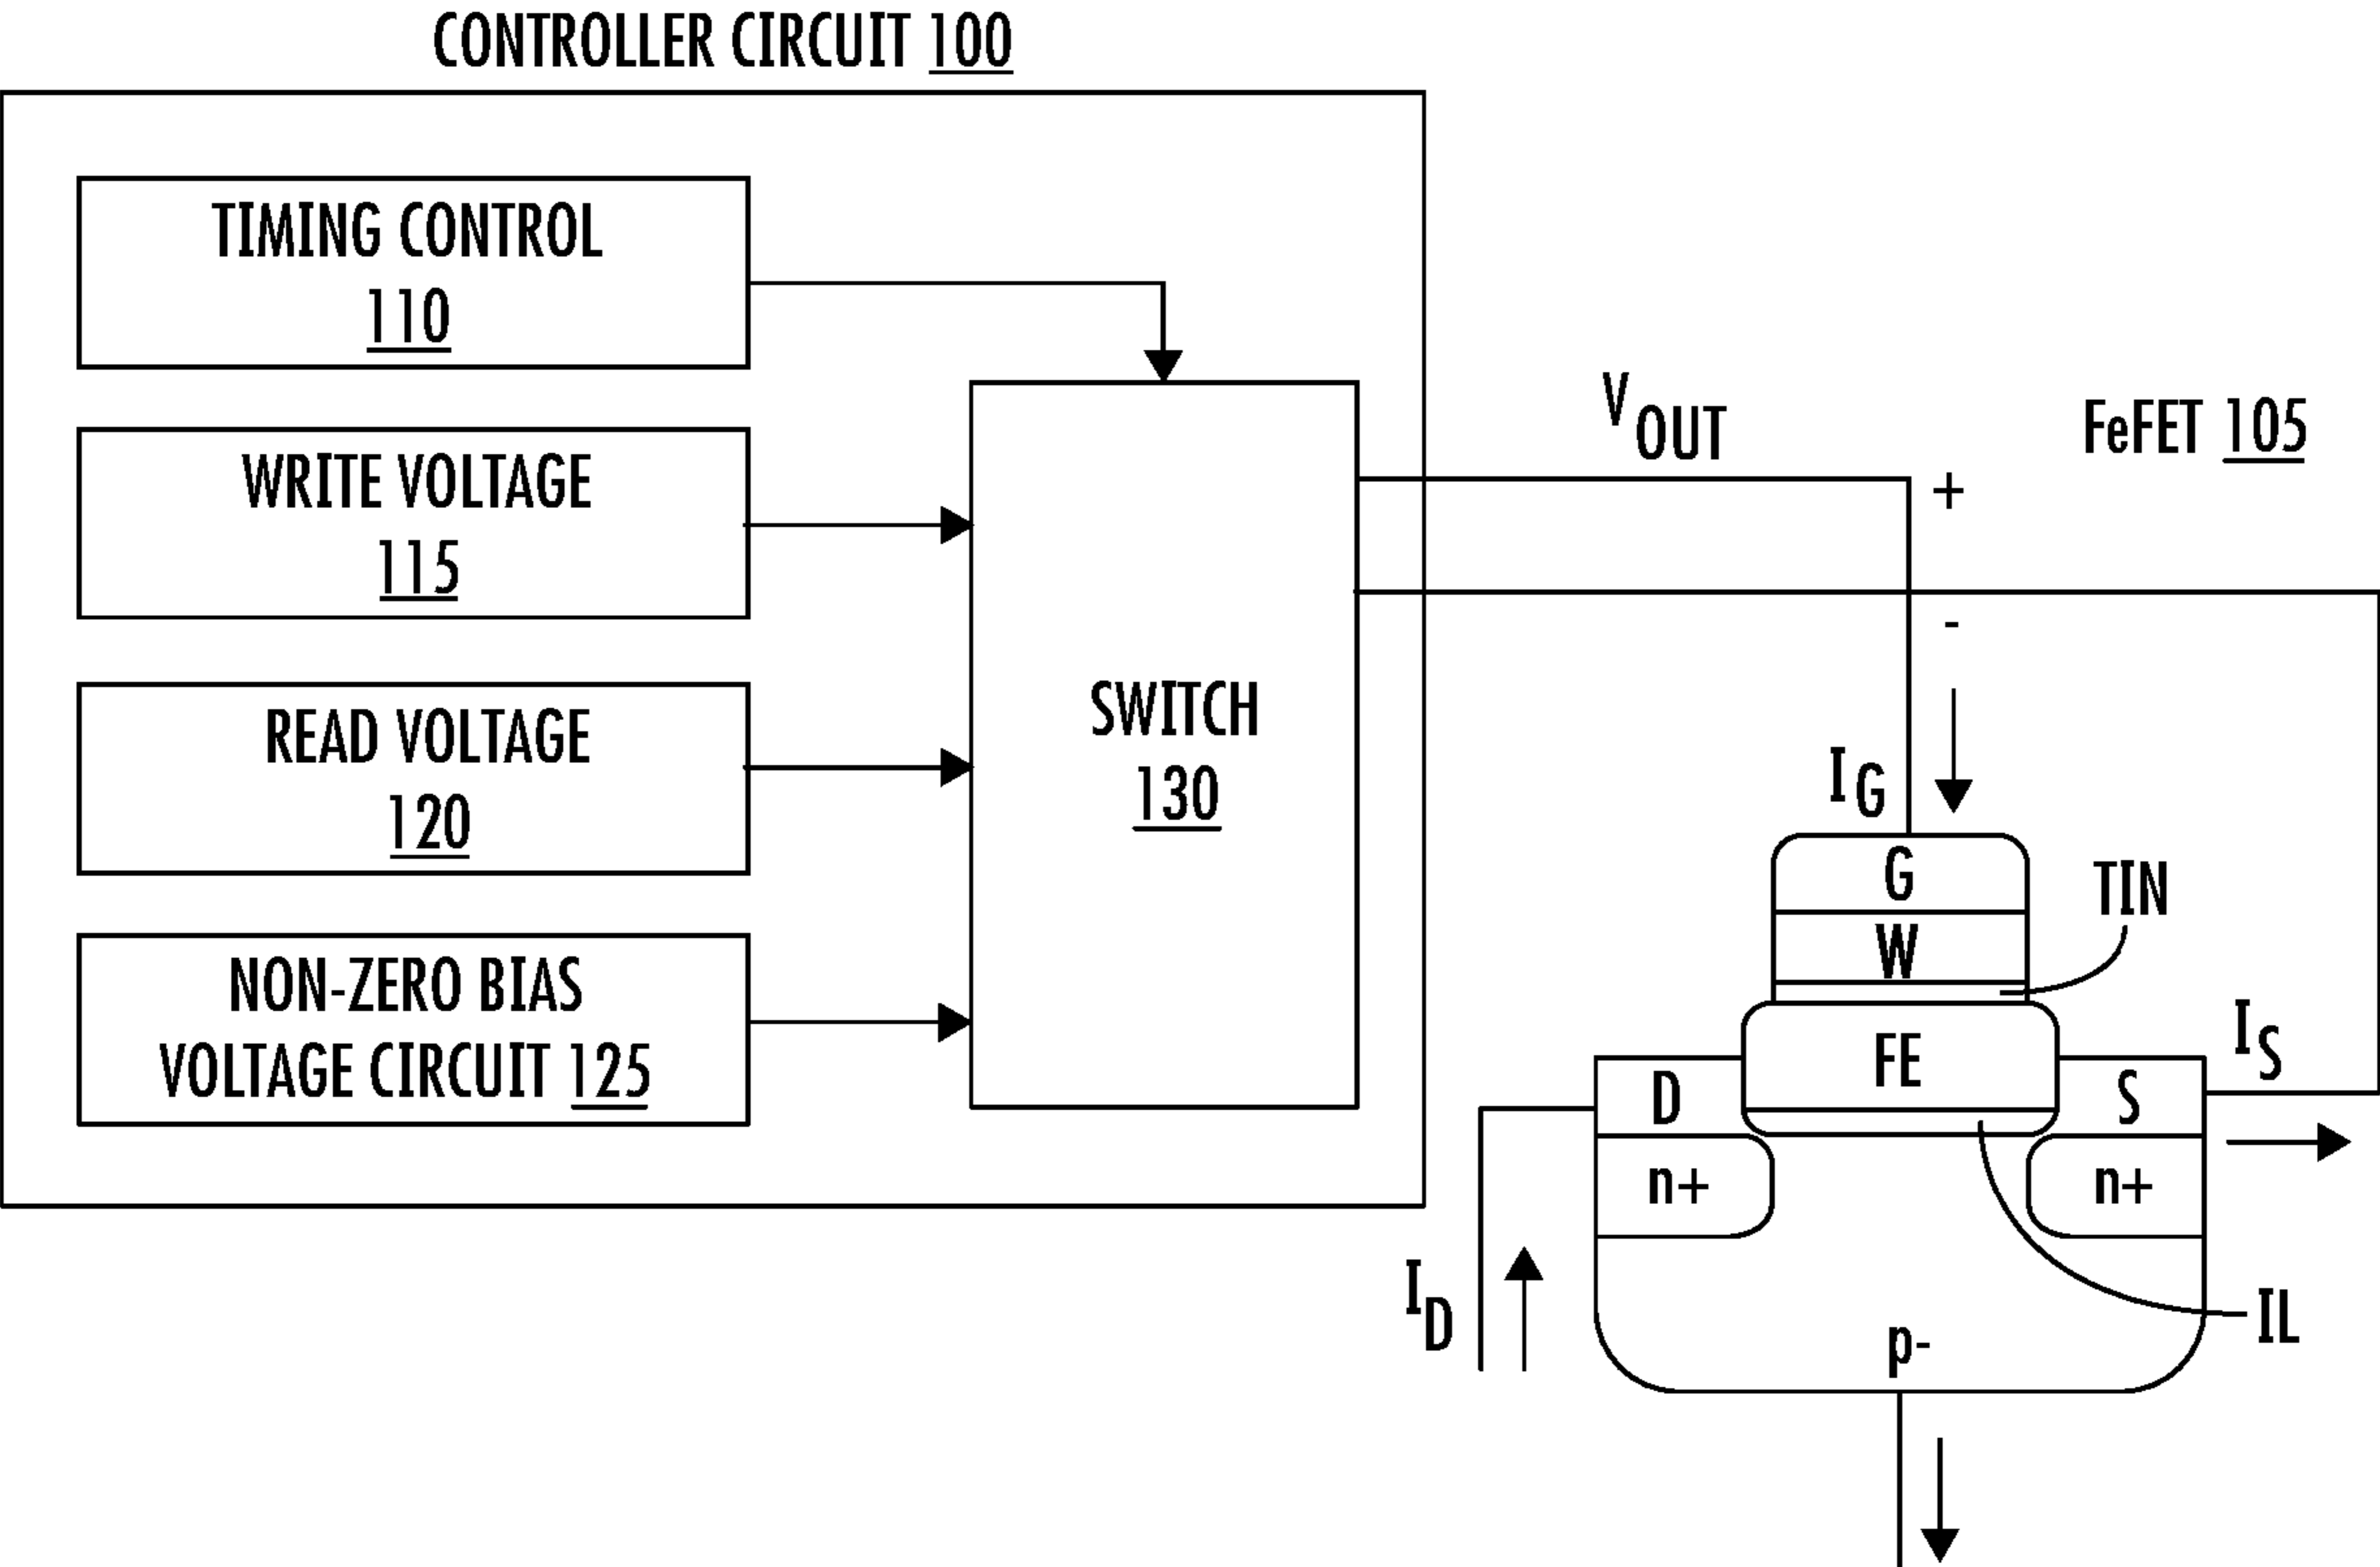 CONTROLLER CIRCUIT 100
TIMING CONTROL
110
WRITE VOLTAGE
115
READ VOLTAGE
120
NON-ZERO BIAS
VOLTAGE CIRCUIT 125
SWITCH
130
VOUT
FeFET 105
+
-
IG
G
W
TIN
FE
D
S
IS
n+
n+
ID
IL
p-